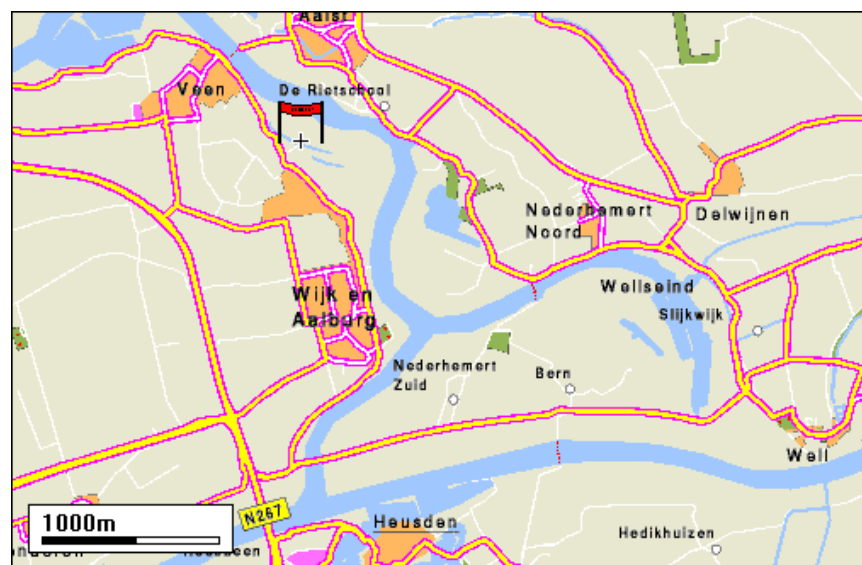 Aalst
Veen
De Rietschool
Nederhemert
Noord
Delwijnen
Wellseind
Slijkwijk
Wijk en
Aalburg
Nederhemert
Zuid
Bern
Well
N267
1000m
Heusden
Hedikhuizen